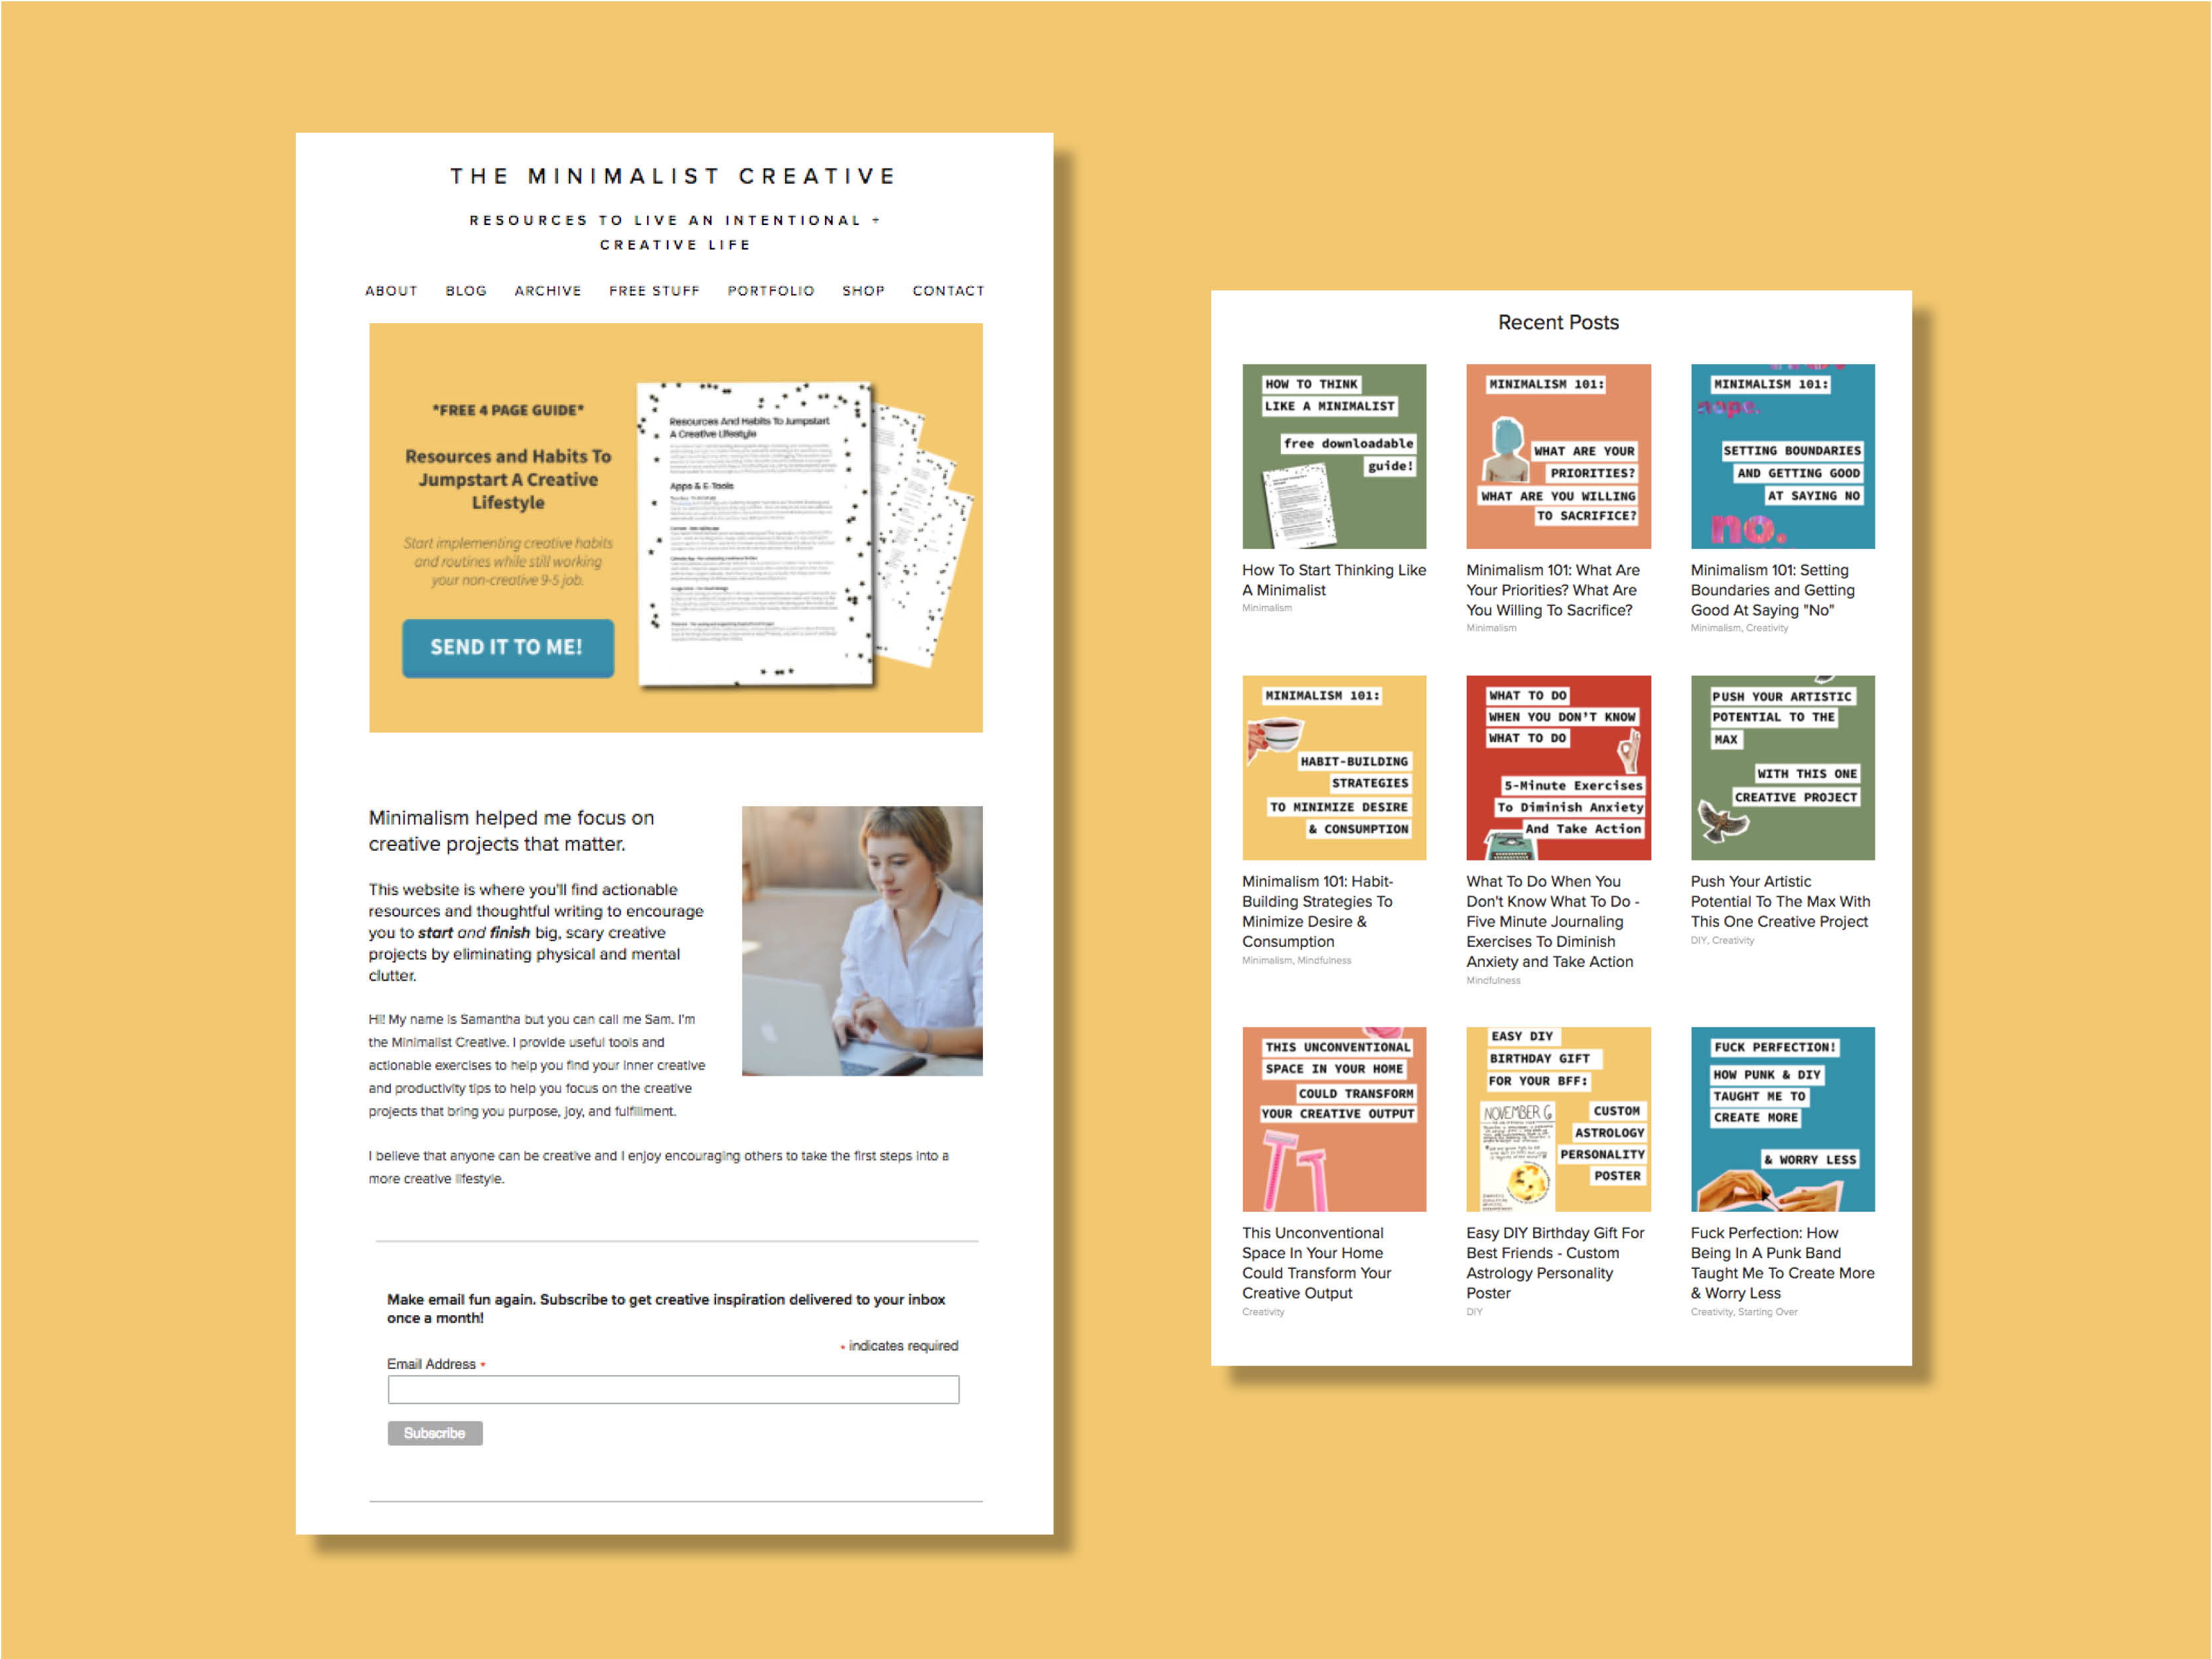 THE MINIMALIST CREATIVE
RESOURCES TO LIVE AN INTENTIONAL +
CREATIVE LIFE
ABOUT BLOG ARCHIVE FREE STUFF PORTFOLIO SHOP CONTACT
*FREE 4 PAGE GUIDE*
Resources and Habits To
Jumpstart A Creative
Lifestyle
Start implementing creative habits
and routines while still working
your non-creative 9-5 job.
SEND IT TO ME!
Resources And Habits To Jumpstart
A Creative Lifestyle
Apps & E-Tools
Minimalism helped me focus on
creative projects that matter.
This website is where you'll find actionable
resources and thoughtful writing to encourage
you to start and finish big, scary creative
projects by eliminating physical and mental
clutter.
Hi! My name is Samantha but you can call me Sam. I'm
the Minimalist Creative. I provide useful tools and
actionable exercises to help you find your inner creative
and productivity tips to help you focus on the creative
projects that bring you purpose, joy, and fulfillment.
I believe that anyone can be creative and I enjoy encouraging others to take the first steps into a
more creative lifestyle.
Make email fun again. Subscribe to get creative inspiration delivered to your inbox
once a month!
* indicates required
Email Address *
Subscribe
Recent Posts
HOW TO THINK
LIKE A MINIMALIST
free downloadable
guide!
How To Start Thinking Like
A Minimalist
Minimalism
MINIMALISM 101:
WHAT ARE YOUR
PRIORITIES?
WHAT ARE YOU WILLING
TO SACRIFICE?
Minimalism 101: What Are
Your Priorities? What Are
You Willing To Sacrifice?
Minimalism
MINIMALISM 101:
nope.
SETTING BOUNDARIES
AND GETTING GOOD
AT SAYING NO
no.
Minimalism 101: Setting
Boundaries and Getting
Good At Saying "No"
Minimalism, Creativity
MINIMALISM 101:
HABIT-BUILDING
STRATEGIES
TO MINIMIZE DESIRE
& CONSUMPTION
Minimalism 101: Habit-
Building Strategies To
Minimize Desire &
Consumption
Minimalism, Mindfulness
WHAT TO DO
WHEN YOU DON'T KNOW
WHAT TO DO
5-Minute Exercises
To Diminish Anxiety
And Take Action
What To Do When You
Don't Know What To Do -
Five Minute Journaling
Exercises To Diminish
Anxiety and Take Action
Mindfulness
PUSH YOUR ARTISTIC
POTENTIAL TO THE
MAX
WITH THIS ONE
CREATIVE PROJECT
Push Your Artistic
Potential To The Max With
This One Creative Project
DIY, Creativity
THIS UNCONVENTIONAL
SPACE IN YOUR HOME
COULD TRANSFORM
YOUR CREATIVE OUTPUT
This Unconventional
Space In Your Home
Could Transform Your
Creative Output
Creativity
EASY DIY
BIRTHDAY GIFT
FOR YOUR BFF:
NOVEMBER 6
CUSTOM
ASTROLOGY
PERSONALITY
POSTER
Easy DIY Birthday Gift For
Best Friends - Custom
Astrology Personality
Poster
DIY
FUCK PERFECTION!
HOW PUNK & DIY
TAUGHT ME TO
CREATE MORE
& WORRY LESS
Fuck Perfection: How
Being In A Punk Band
Taught Me To Create More
& Worry Less
Creativity, Starting Over